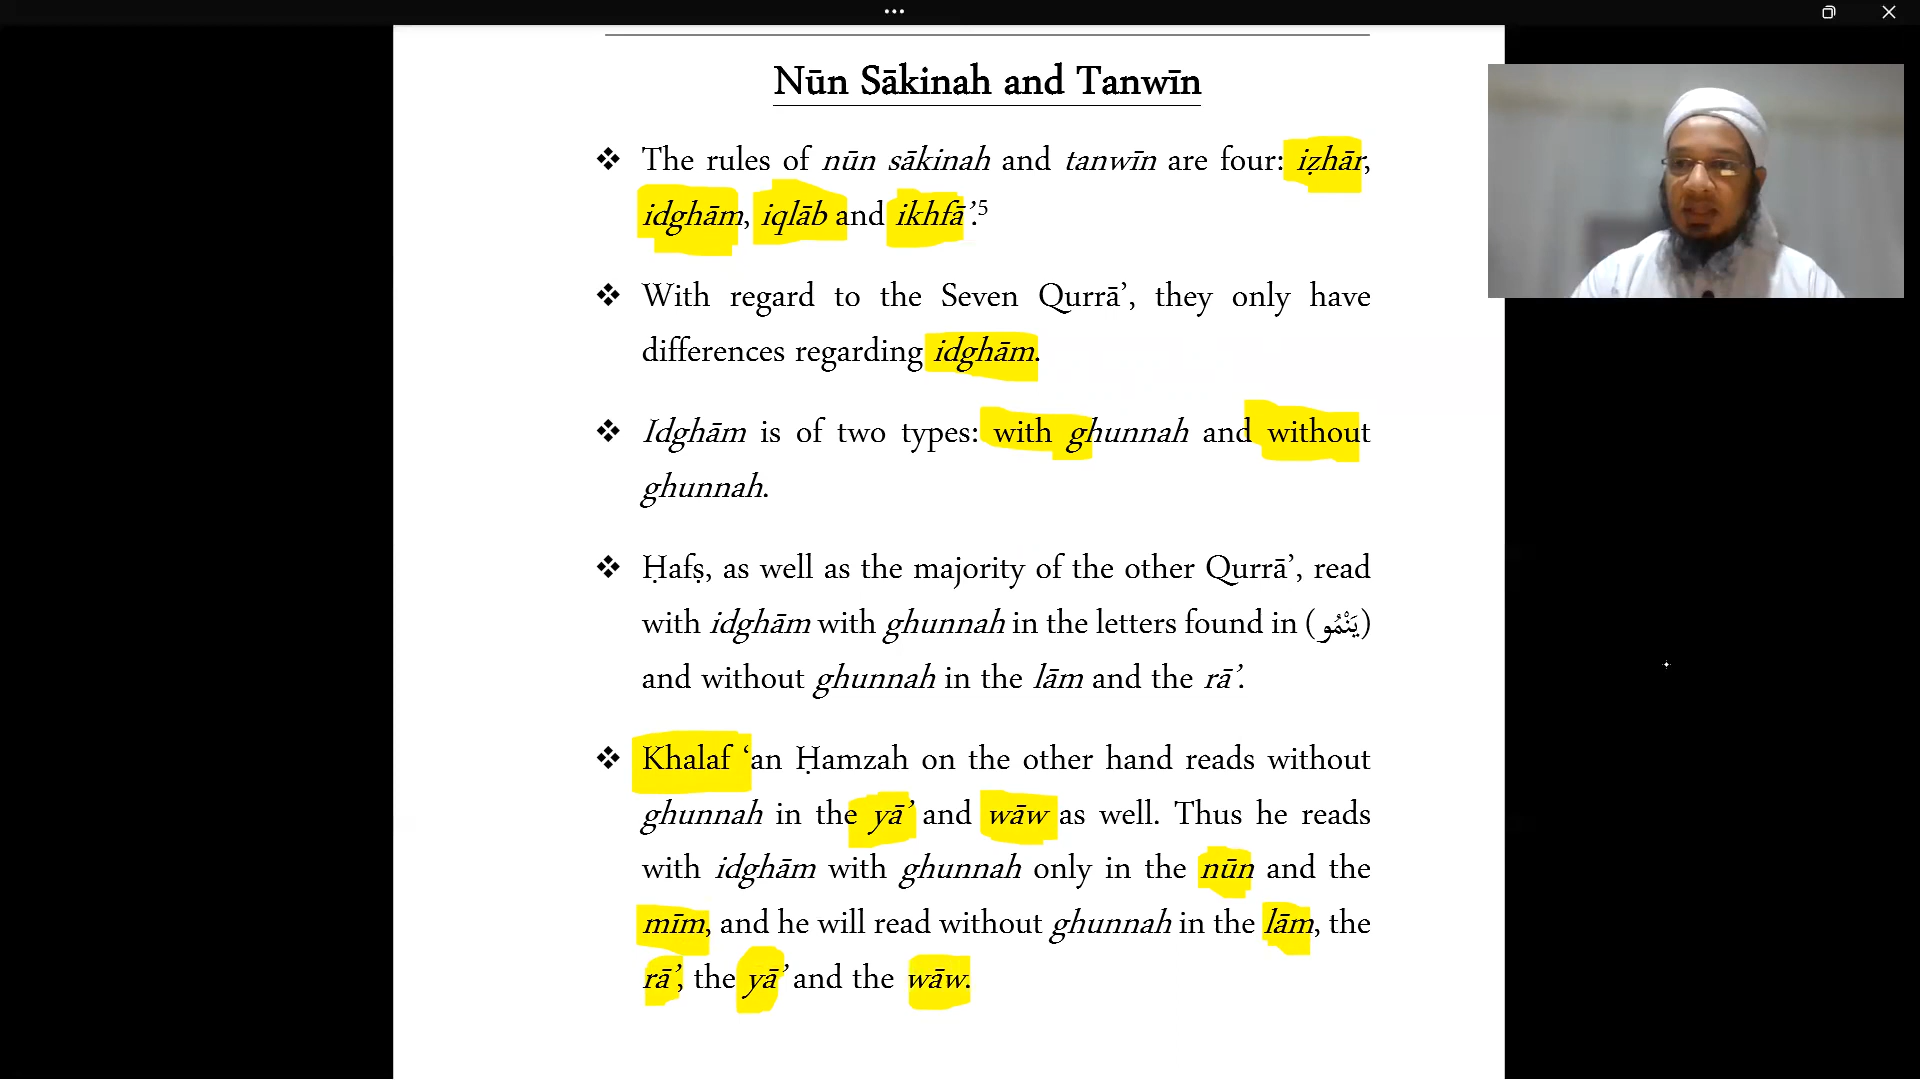 Nūn Sākinah and Tanwīn
❖ The rules of nūn sākinah and tanwīn are four: iẓhār,
idghām, iqlāb and ikhfā’.⁵
❖ With regard to the Seven Qurrā’, they only have
differences regarding idghām.
❖ Idghām is of two types: with ghunnah and without
ghunnah.
❖ Ḥafṣ, as well as the majority of the other Qurrā’, read
with idghām with ghunnah in the letters found in (يَنْمُو)
and without ghunnah in the lām and the rā’.
❖ Khalaf ‘an Ḥamzah on the other hand reads without
ghunnah in the yā’ and wāw as well. Thus he reads
with idghām with ghunnah only in the nūn and the
mīm, and he will read without ghunnah in the lām, the
rā’, the yā’ and the wāw.